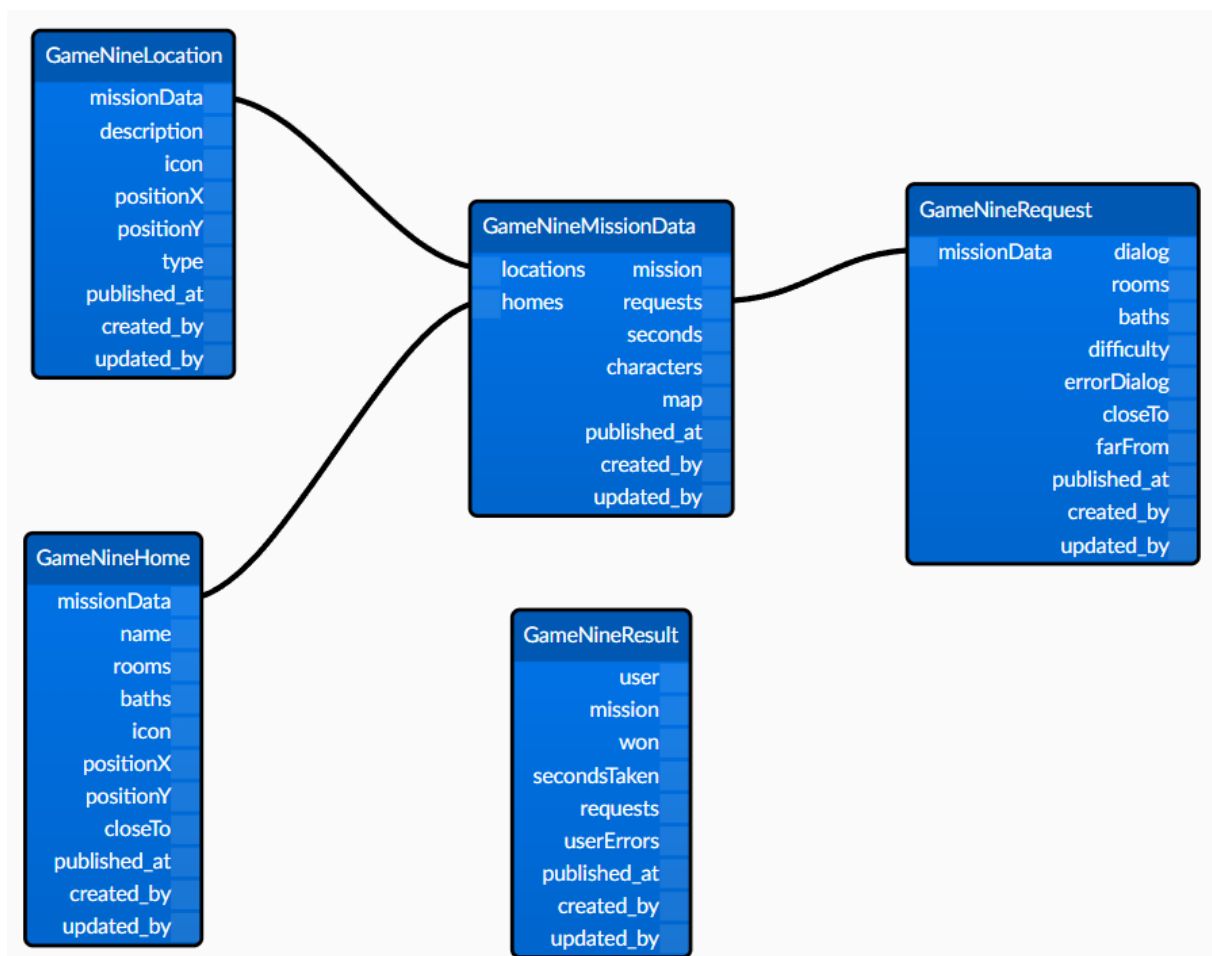 GameNineLocation
missionData
description
icon
positionX
positionY
type
published_at
created_by
updated_by
GameNineMissionData
locations mission
homes requests
seconds
characters
map
published_at
created_by
updated_by
GameNineRequest
missionData dialog
rooms
baths
difficulty
errorDialog
closeTo
farFrom
published_at
created_by
updated_by
GameNineHome
missionData
name
rooms
baths
icon
positionX
positionY
closeTo
published_at
created_by
updated_by
GameNineResult
user
mission
won
secondsTaken
requests
userErrors
published_at
created_by
updated_by